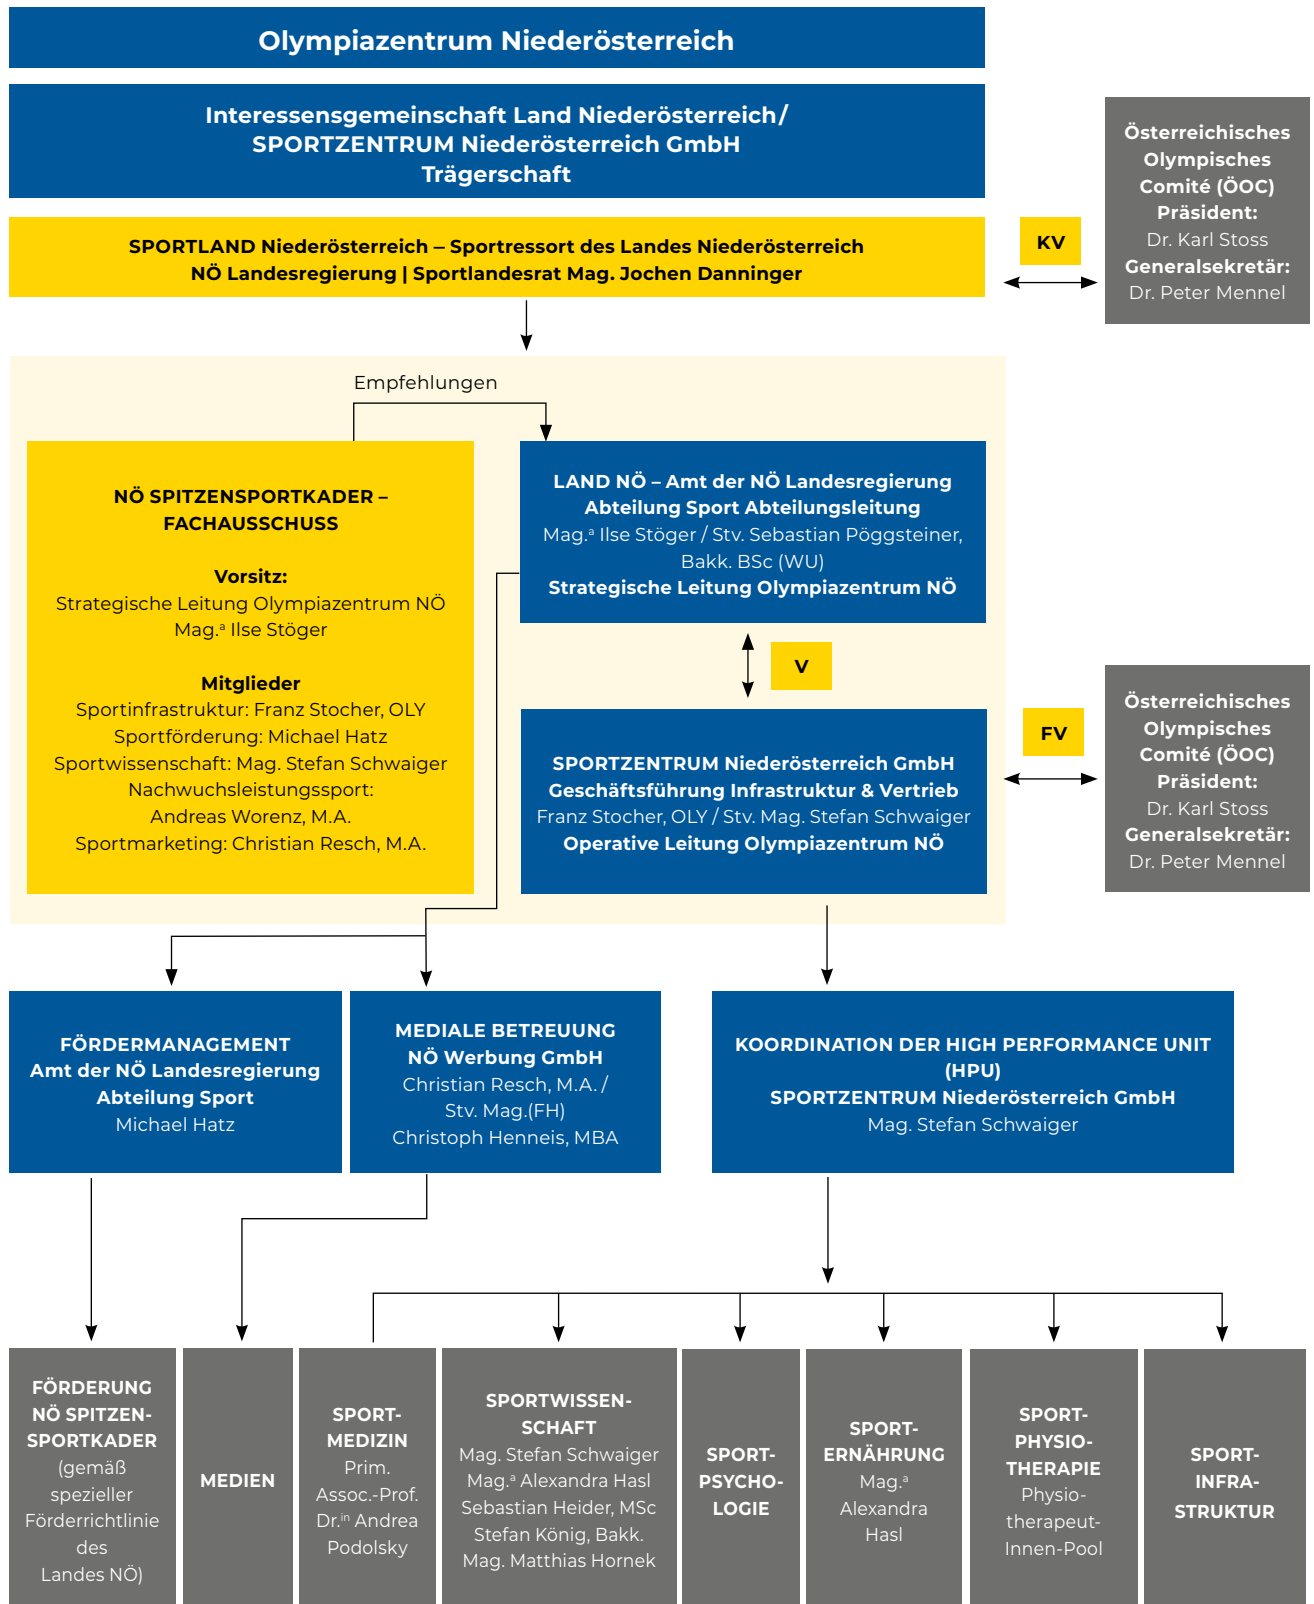 Olympiazentrum Niederösterreich
Interessensgemeinschaft Land Niederösterreich/
SPORTZENTRUM Niederösterreich GmbH
Trägerschaft
SPORTLAND Niederösterreich – Sportressort des Landes Niederösterreich
NÖ Landesregierung | Sportlandesrat Mag. Jochen Danninger
KV
Österreichisches
Olympisches
Comité (ÖOC)
Präsident:
Dr. Karl Stoss
Generalsekretär:
Dr. Peter Mennel
Empfehlungen
NÖ SPITZENSPORTKADER –
FACHAUSSCHUSS
Vorsitz:
Strategische Leitung Olympiazentrum NÖ
Mag.ª Ilse Stöger
Mitglieder
Sportinfrastruktur: Franz Stocher, OLY
Sportförderung: Michael Hatz
Sportwissenschaft: Mag. Stefan Schwaiger
Nachwuchsleistungssport:
Andreas Worenz, M.A.
Sportmarketing: Christian Resch, M.A.
LAND NÖ – Amt der NÖ Landesregierung
Abteilung Sport Abteilungsleitung
Mag.ª Ilse Stöger / Stv. Sebastian Pöggsteiner,
Bakk. BSc (WU)
Strategische Leitung Olympiazentrum NÖ
V
SPORTZENTRUM Niederösterreich GmbH
Geschäftsführung Infrastruktur & Vertrieb
Franz Stocher, OLY / Stv. Mag. Stefan Schwaiger
Operative Leitung Olympiazentrum NÖ
FV
Österreichisches
Olympisches
Comité (ÖOC)
Präsident:
Dr. Karl Stoss
Generalsekretär:
Dr. Peter Mennel
FÖRDERMANAGEMENT
Amt der NÖ Landesregierung
Abteilung Sport
Michael Hatz
MEDIALE BETREUUNG
NÖ Werbung GmbH
Christian Resch, M.A. /
Stv. Mag.(FH)
Christoph Henneis, MBA
KOORDINATION DER HIGH PERFORMANCE UNIT
(HPU)
SPORTZENTRUM Niederösterreich GmbH
Mag. Stefan Schwaiger
FÖRDERUNG
NÖ SPITZEN-
SPORTKADER
(gemäß
spezieller
Förderrichtlinie
des
Landes NÖ)
MEDIEN
SPORT-
MEDIZIN
Prim.
Assoc.-Prof.
Dr.ⁱⁿ Andrea
Podolsky
SPORTWISSEN-
SCHAFT
Mag. Stefan Schwaiger
Mag.ª Alexandra Hasl
Sebastian Heider, MSc
Stefan König, Bakk.
Mag. Matthias Hornek
SPORT-
PSYCHO-
LOGIE
SPORT-
ERNÄHRUNG
Mag.ª
Alexandra
Hasl
SPORT-
PHYSIO-
THERAPIE
Physio-
therapeut-
Innen-Pool
SPORT-
INFRA-
STRUKTUR